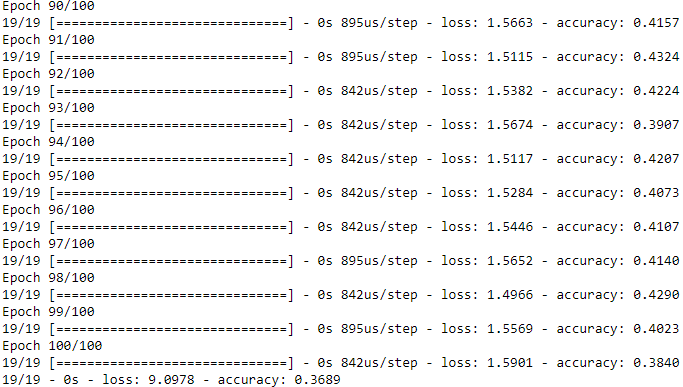 Epoch 90/100
19/19 [==============================] - 0s 895us/step - loss: 1.5663 - accuracy: 0.4157
Epoch 91/100
19/19 [==============================] - 0s 895us/step - loss: 1.5115 - accuracy: 0.4324
Epoch 92/100
19/19 [==============================] - 0s 842us/step - loss: 1.5382 - accuracy: 0.4224
Epoch 93/100
19/19 [==============================] - 0s 842us/step - loss: 1.5674 - accuracy: 0.3907
Epoch 94/100
19/19 [==============================] - 0s 842us/step - loss: 1.5117 - accuracy: 0.4207
Epoch 95/100
19/19 [==============================] - 0s 842us/step - loss: 1.5284 - accuracy: 0.4073
Epoch 96/100
19/19 [==============================] - 0s 842us/step - loss: 1.5446 - accuracy: 0.4107
Epoch 97/100
19/19 [==============================] - 0s 895us/step - loss: 1.5652 - accuracy: 0.4140
Epoch 98/100
19/19 [==============================] - 0s 842us/step - loss: 1.4966 - accuracy: 0.4290
Epoch 99/100
19/19 [==============================] - 0s 895us/step - loss: 1.5569 - accuracy: 0.4023
Epoch 100/100
19/19 [==============================] - 0s 842us/step - loss: 1.5901 - accuracy: 0.3840
19/19 - 0s - loss: 9.0978 - accuracy: 0.3689